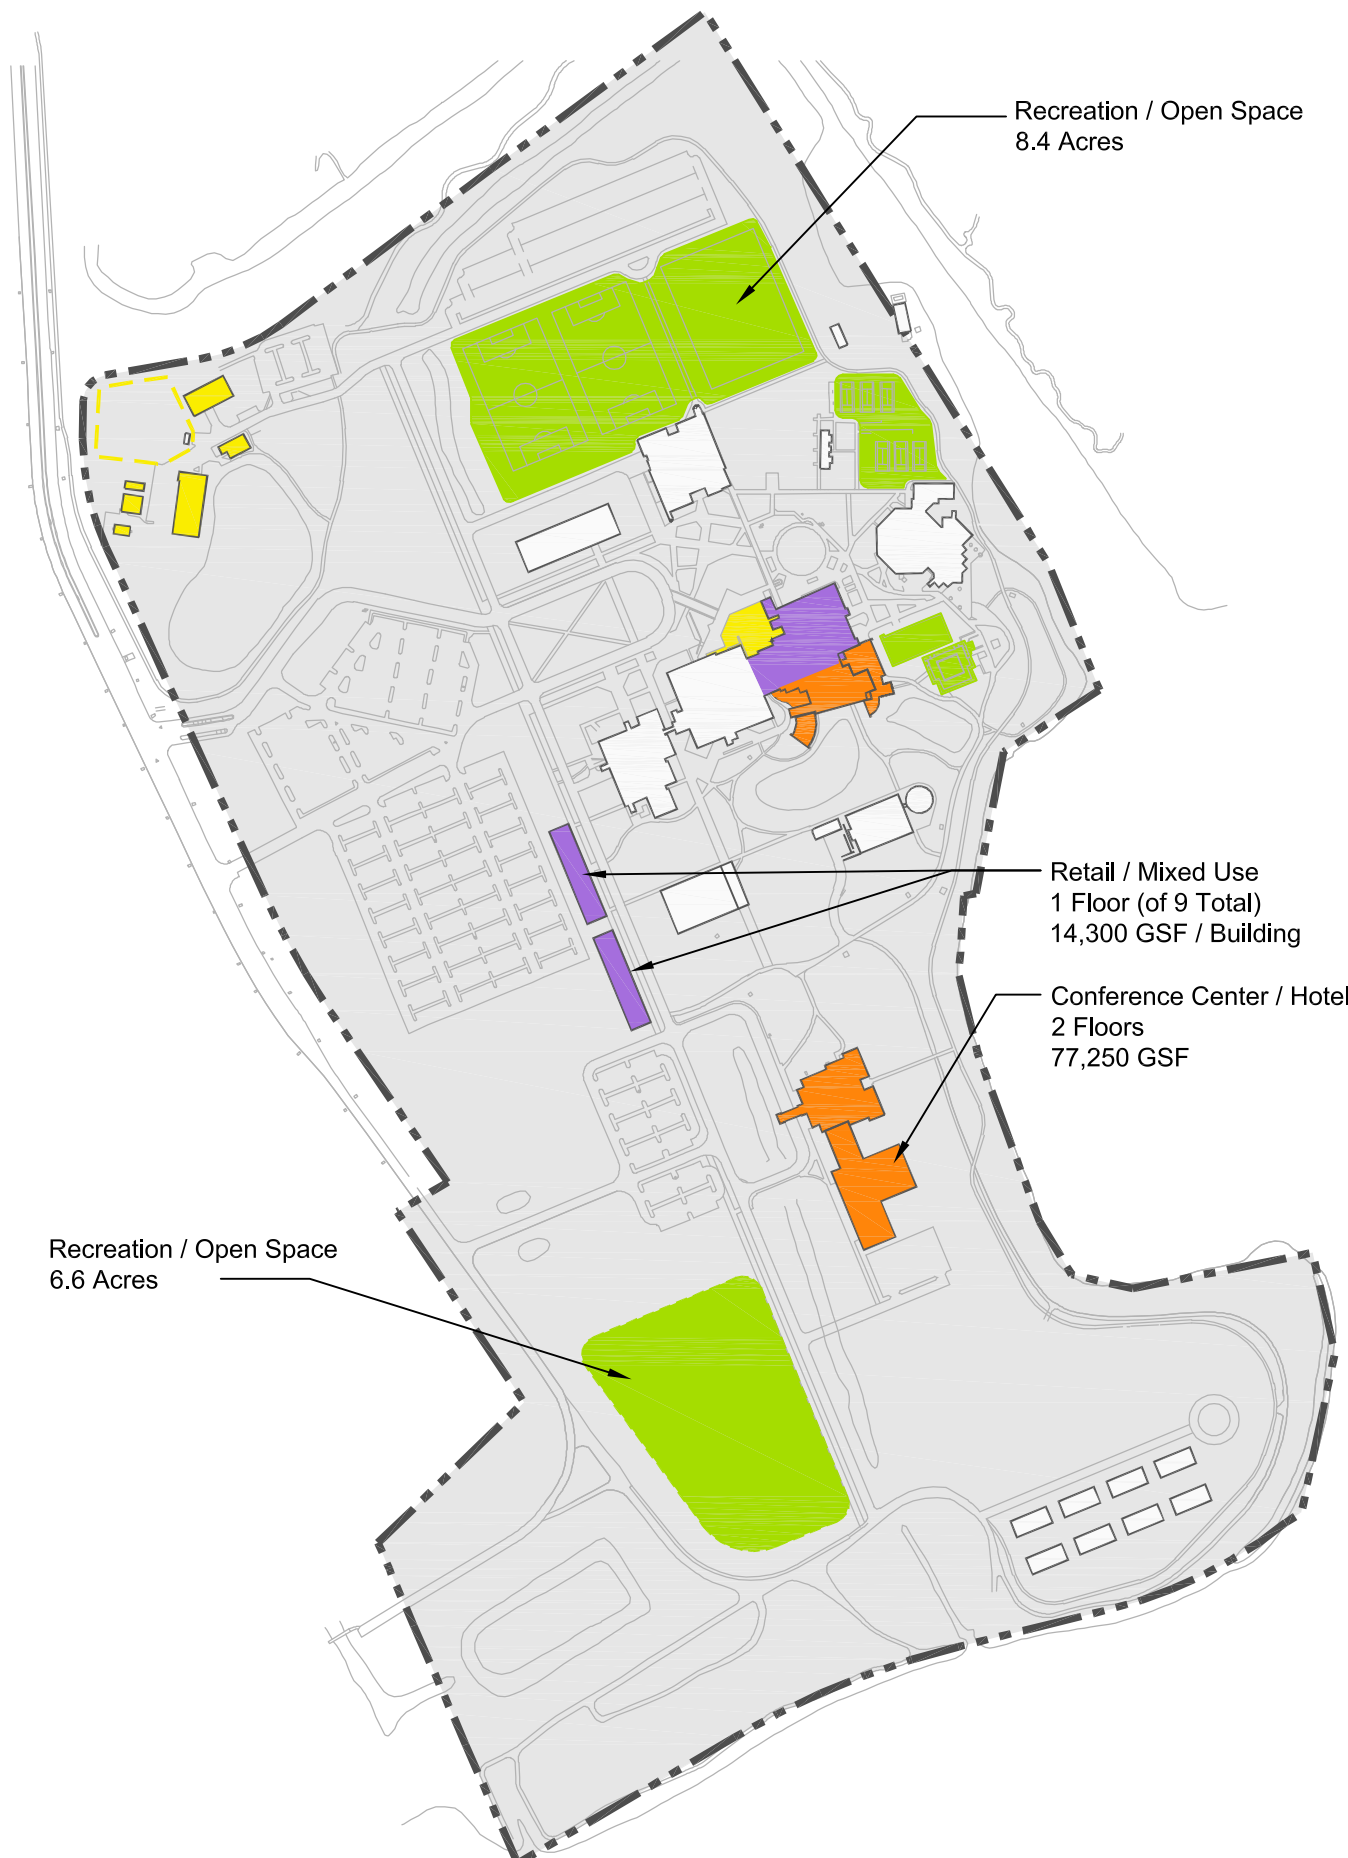 Recreation / Open Space
8.4 Acres
Retail / Mixed Use
1 Floor (of 9 Total)
14,300 GSF / Building
Conference Center / Hotel
2 Floors
77,250 GSF
Recreation / Open Space
6.6 Acres